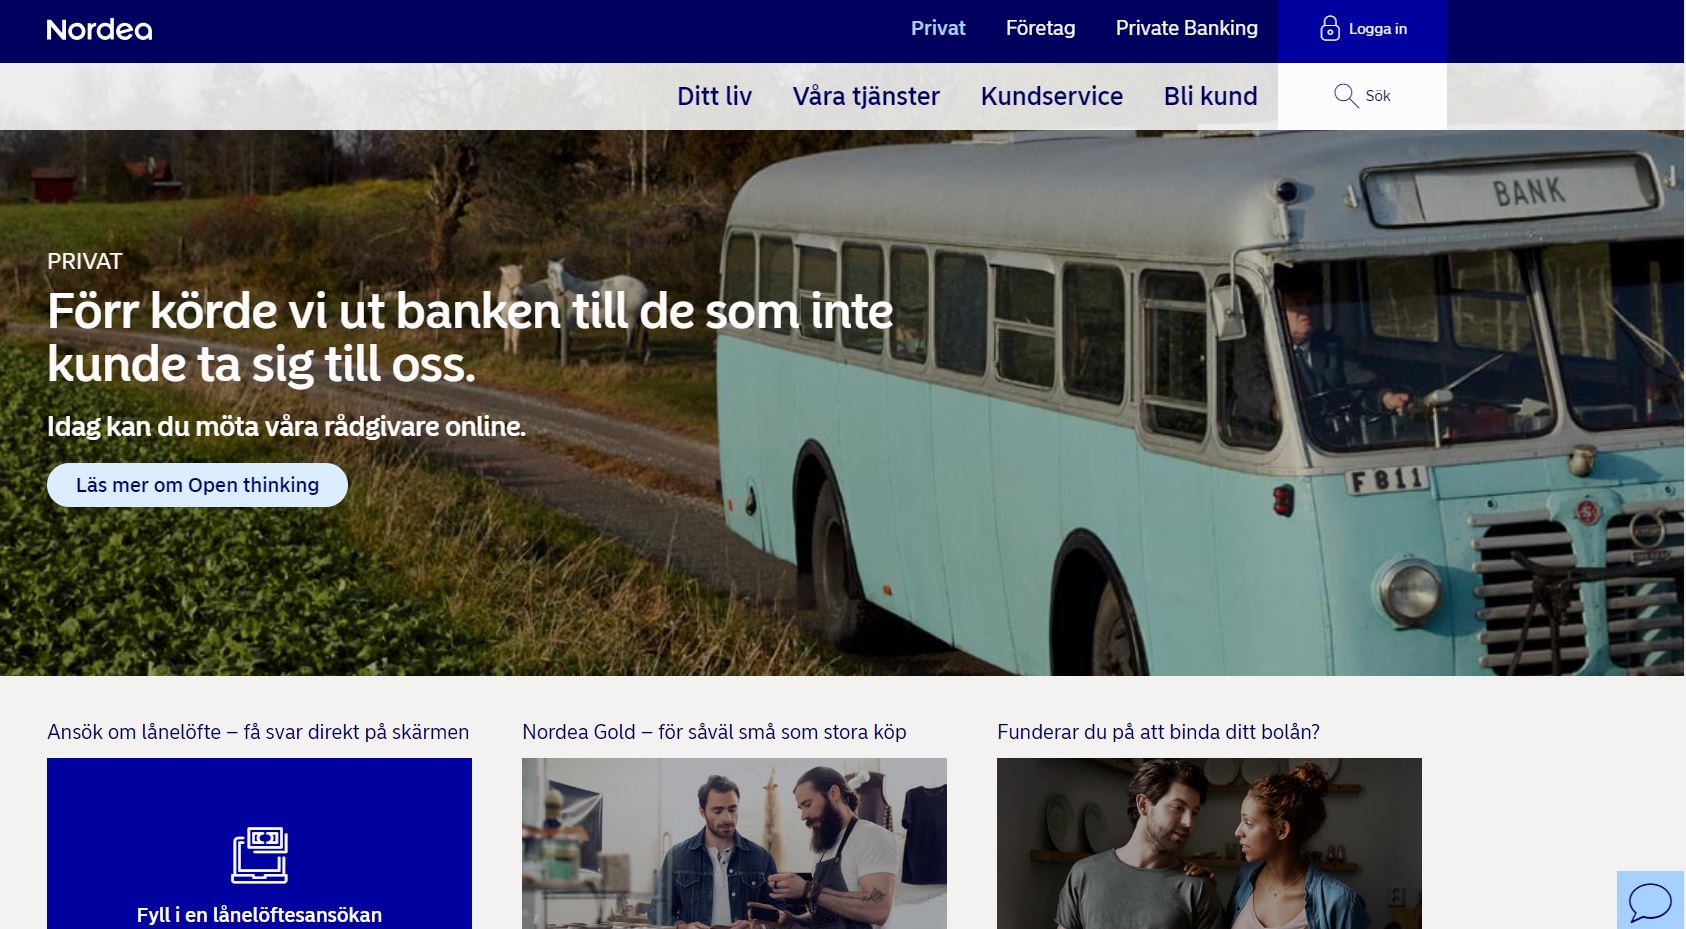 Nordea
Privat
Företag
Private Banking
Logga in
Ditt liv
Våra tjänster
Kundservice
Bli kund
Sök
BANK
PRIVAT
Förr körde vi ut banken till de som inte
kunde ta sig till oss.
Idag kan du möta våra rådgivare online.
Läs mer om Open thinking
F 811
Ansök om lånelöfte – få svar direkt på skärmen
Nordea Gold – för såväl små som stora köp
Funderar du på att binda ditt bolån?
Fyll i en lånelöftesansökan